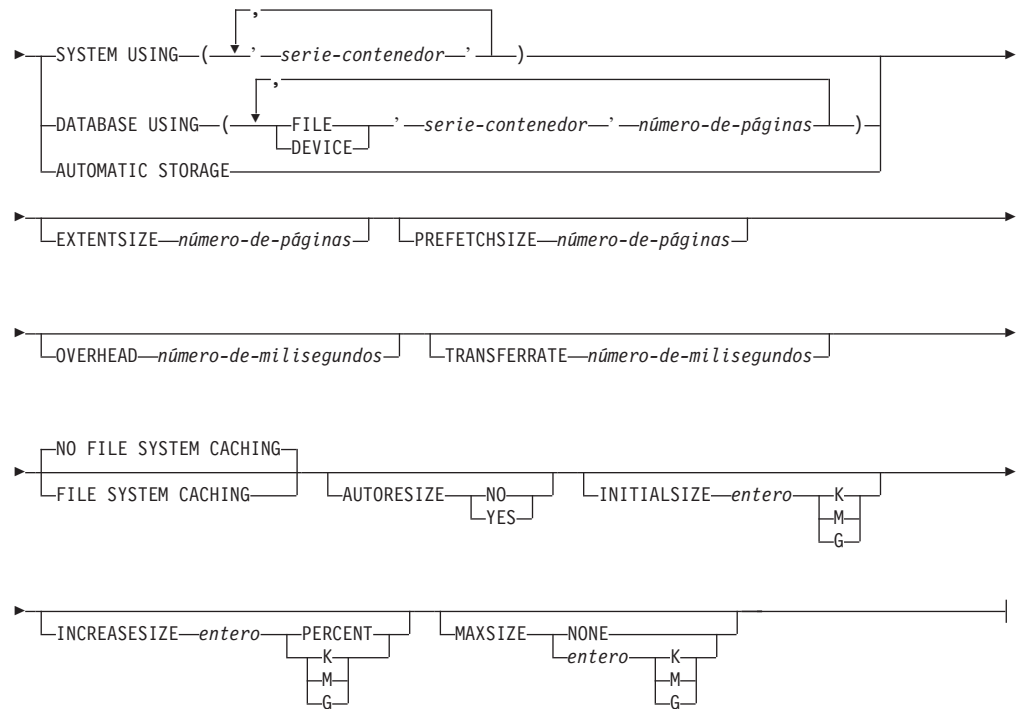 ,
SYSTEM USING ( ’ serie-contenedor ’ )
,
DATABASE USING ( FILE ’ serie-contenedor ’ número-de-páginas )
DEVICE
AUTOMATIC STORAGE
EXTENTSIZE número-de-páginas PREFETCHSIZE número-de-páginas
OVERHEAD número-de-milisegundos TRANSFERRATE número-de-milisegundos
NO FILE SYSTEM CACHING
FILE SYSTEM CACHING AUTORESIZE NO INITIALSIZE entero K
YES M
G
INCREASESIZE entero PERCENT MAXSIZE NONE
K entero K
M M
G G